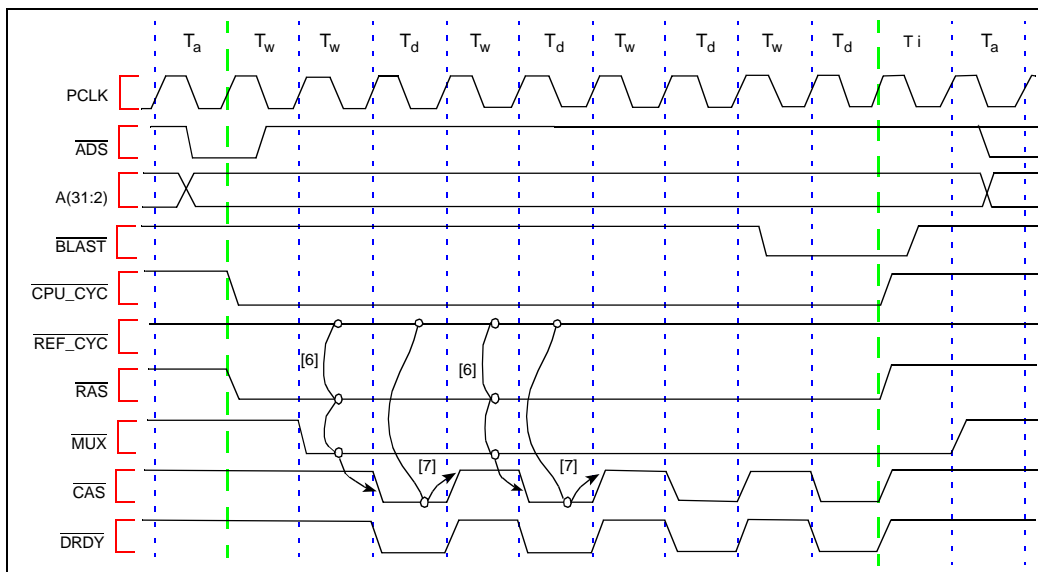 Ta Tw Tw Td Tw Td Tw Td Tw Td Ti Ta
PCLK
ADS
A(31:2)
BLAST
CPU_CYC
REF_CYC
[6] [6]
RAS
MUX
[7] [7]
CAS
DRDY